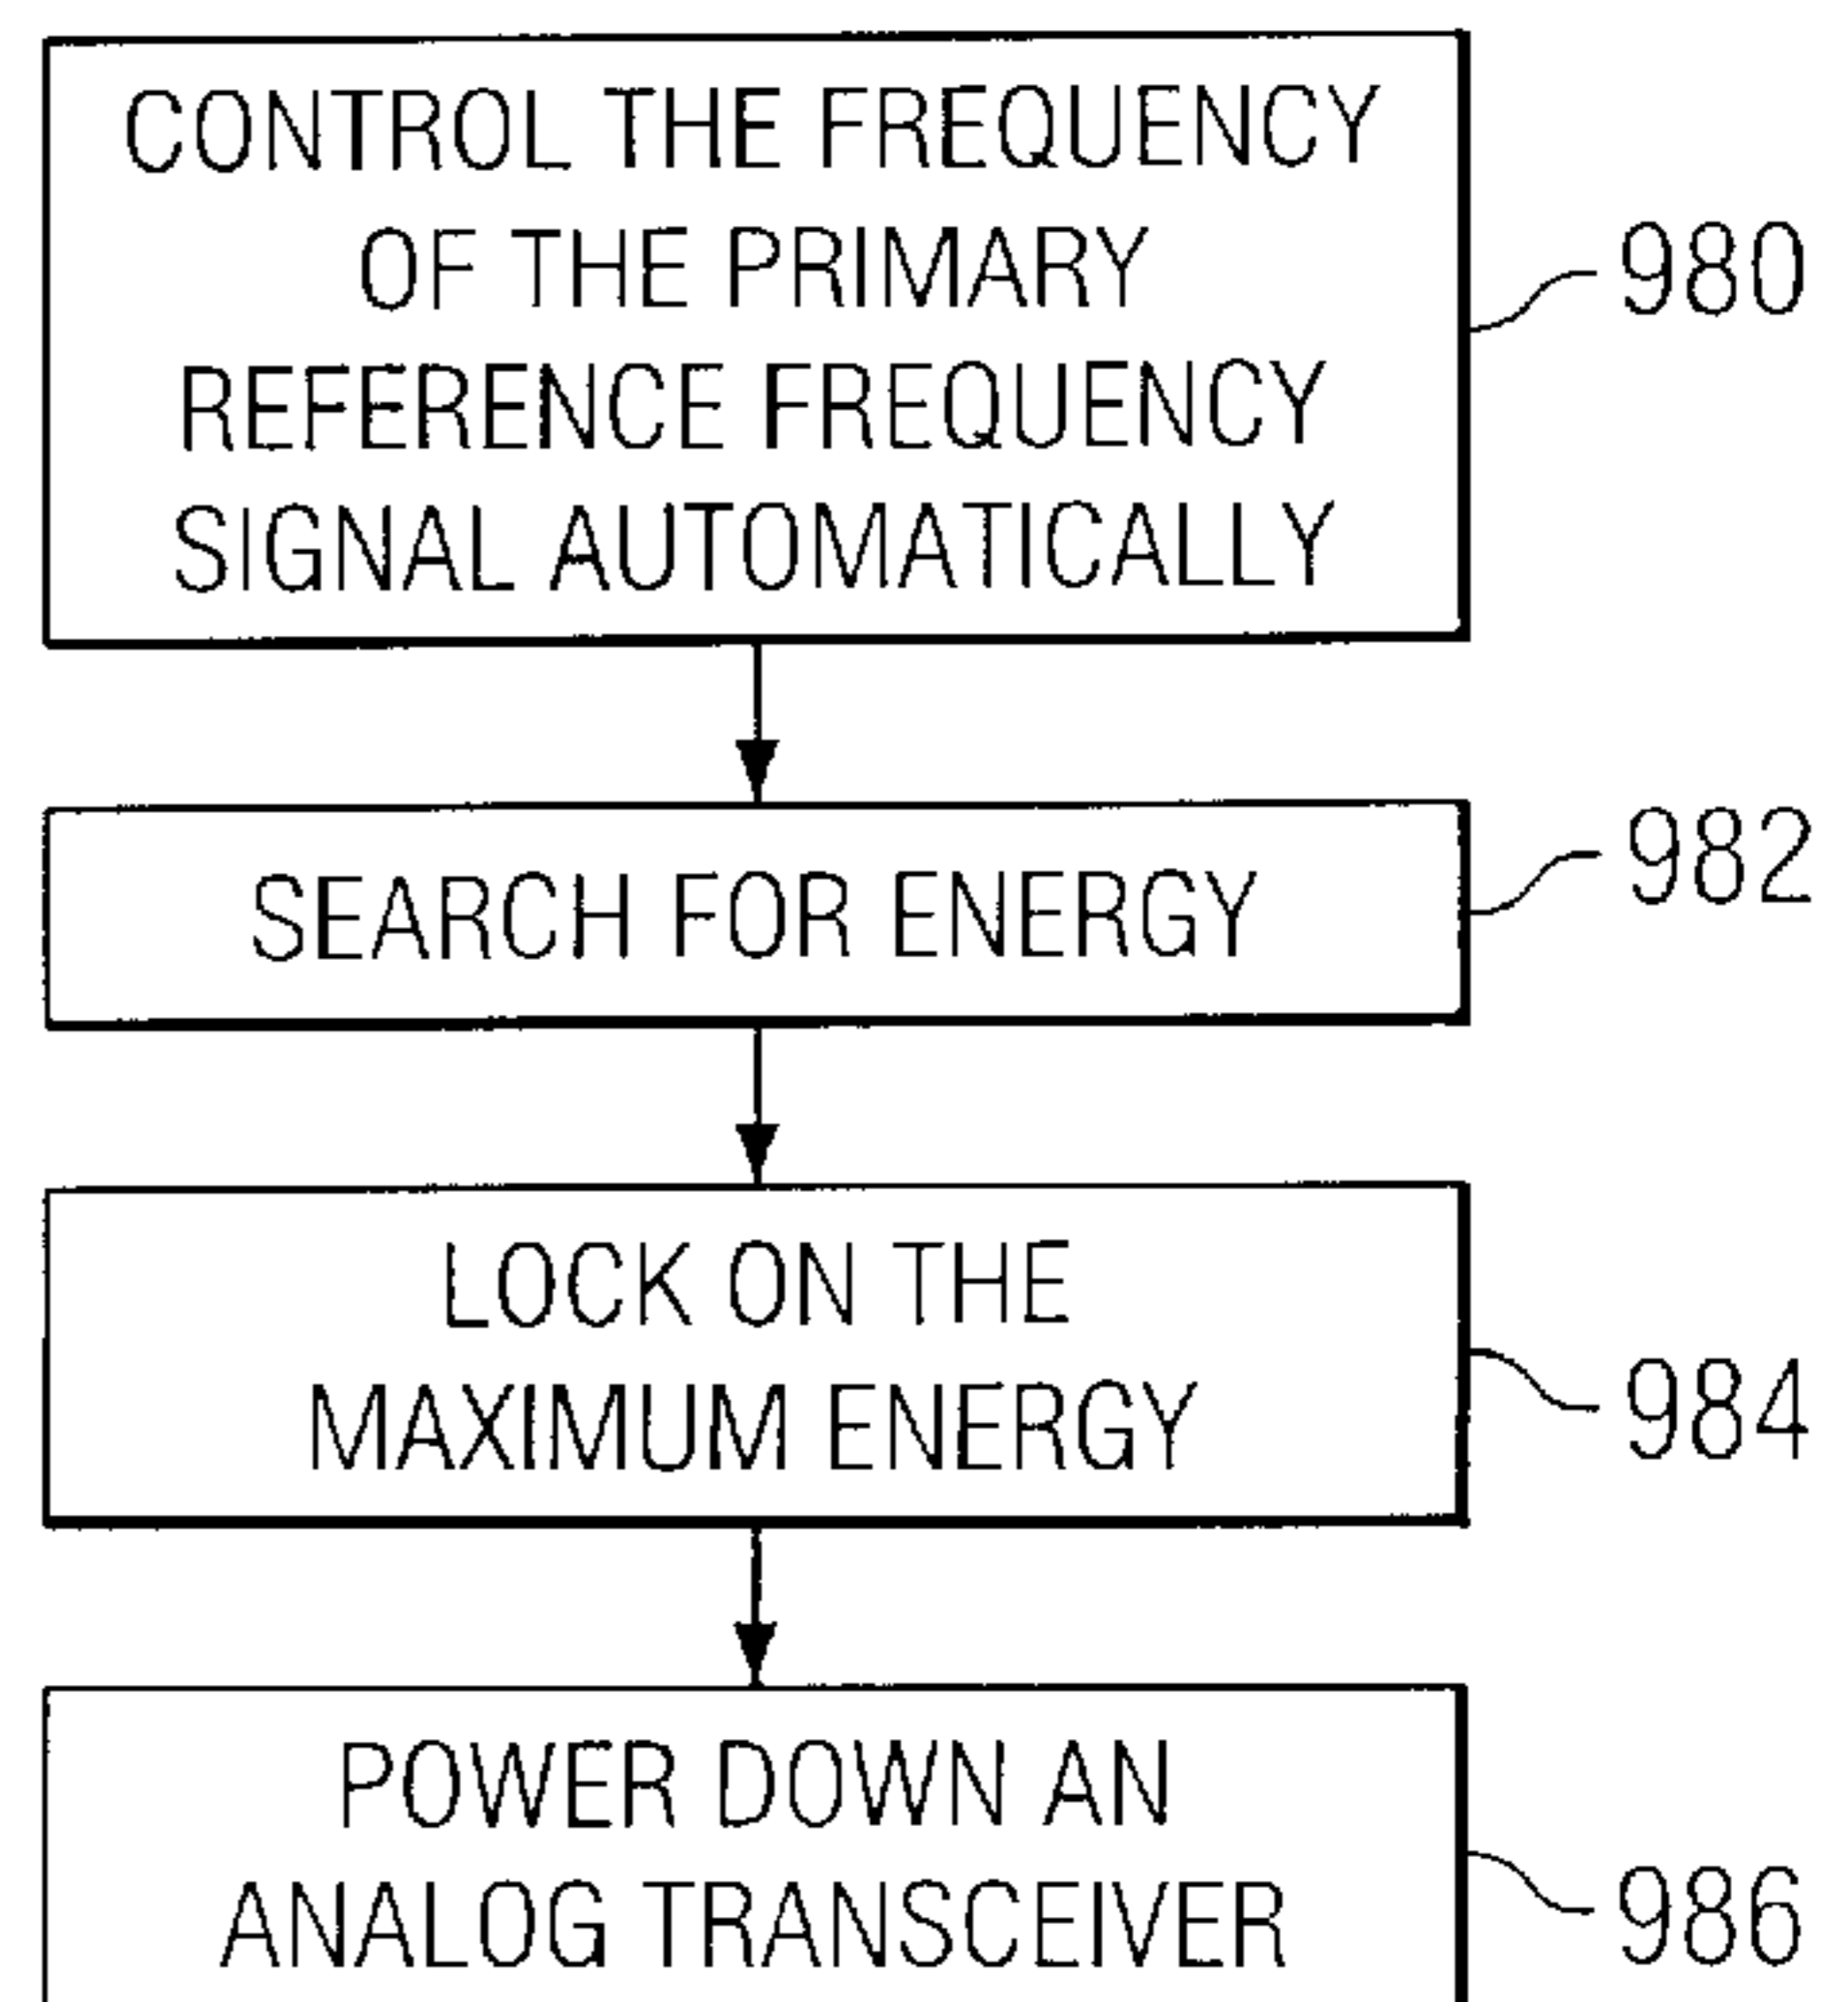 CONTROL THE FREQUENCY
OF THE PRIMARY
REFERENCE FREQUENCY
SIGNAL AUTOMATICALLY
980
SEARCH FOR ENERGY
982
LOCK ON THE
MAXIMUM ENERGY
984
POWER DOWN AN
ANALOG TRANSCEIVER
986